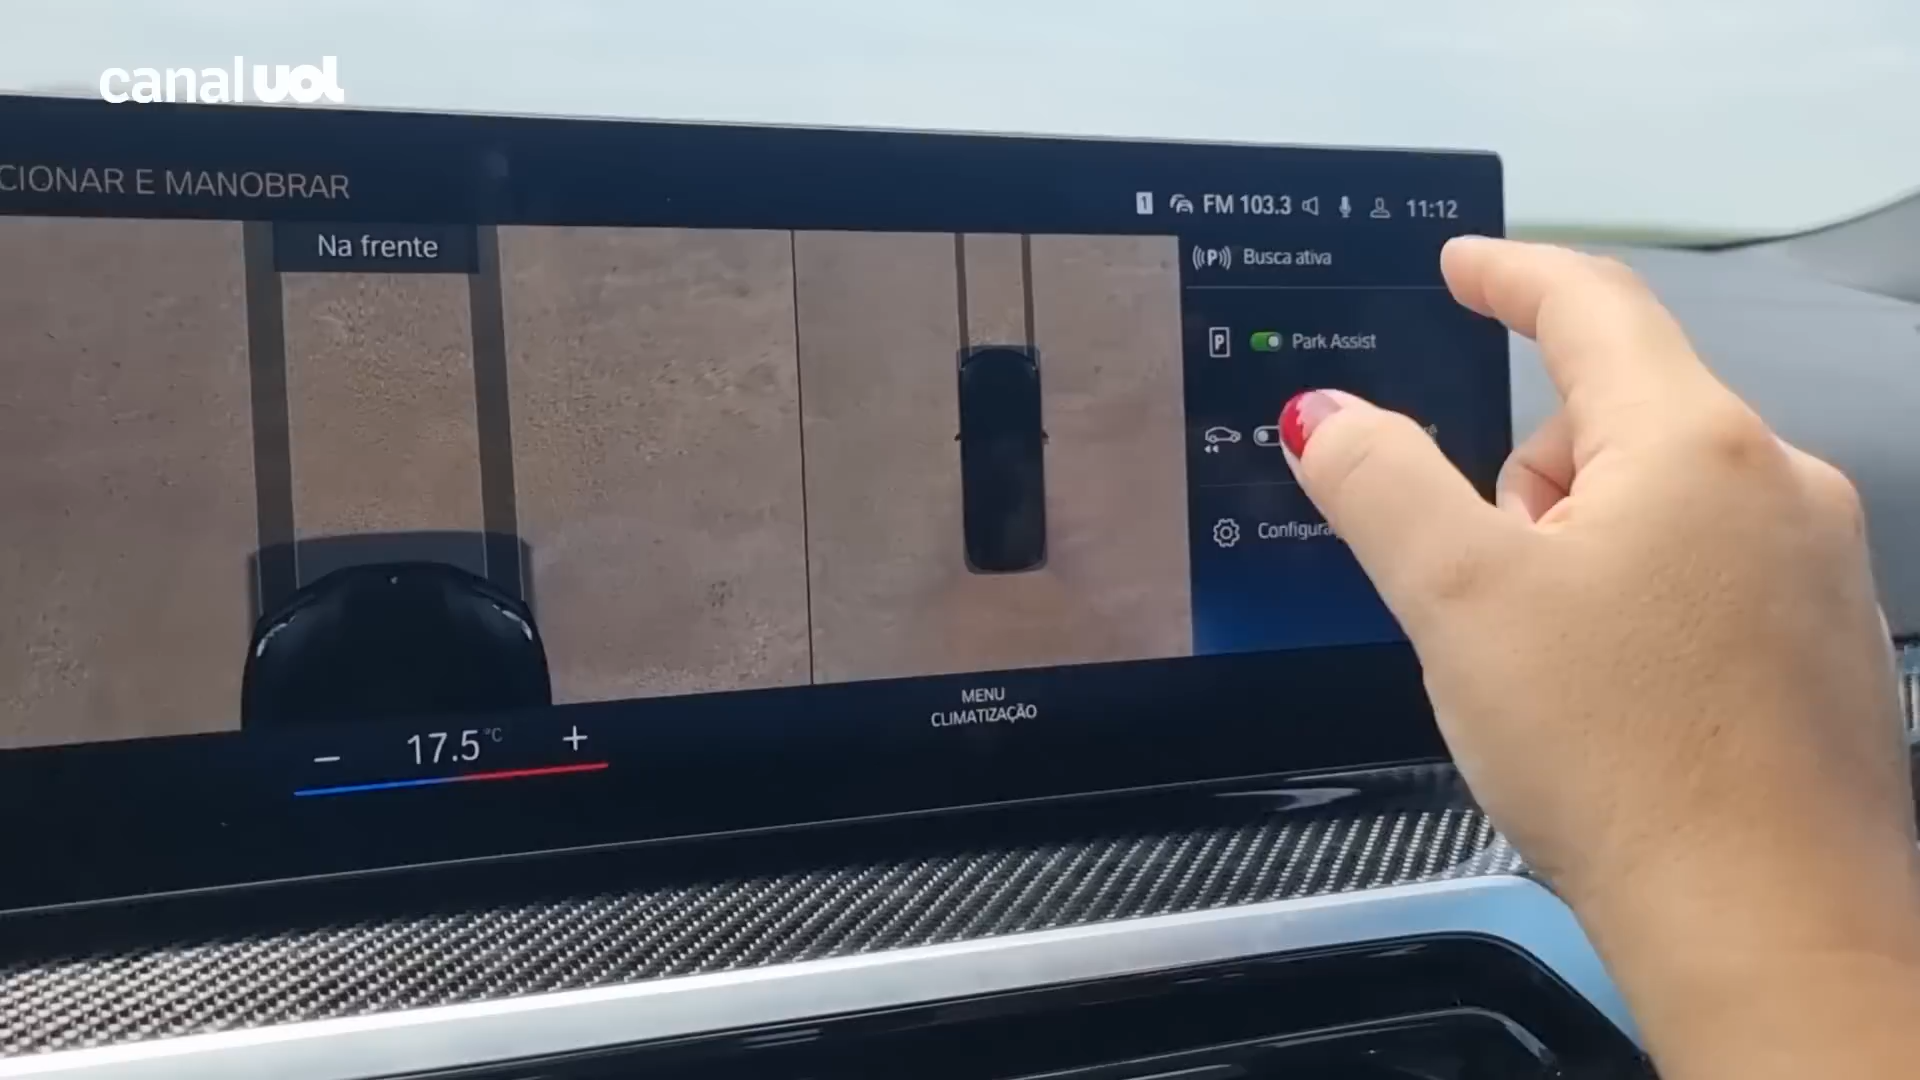 canal uol
CIONAR E MANOBRAR
1 FM 103.3 11:12
Na frente
((P)) Busca ativa
P Park Assist
Configura
MENU
CLIMATIZAÇÃO
− 17.5 °C +